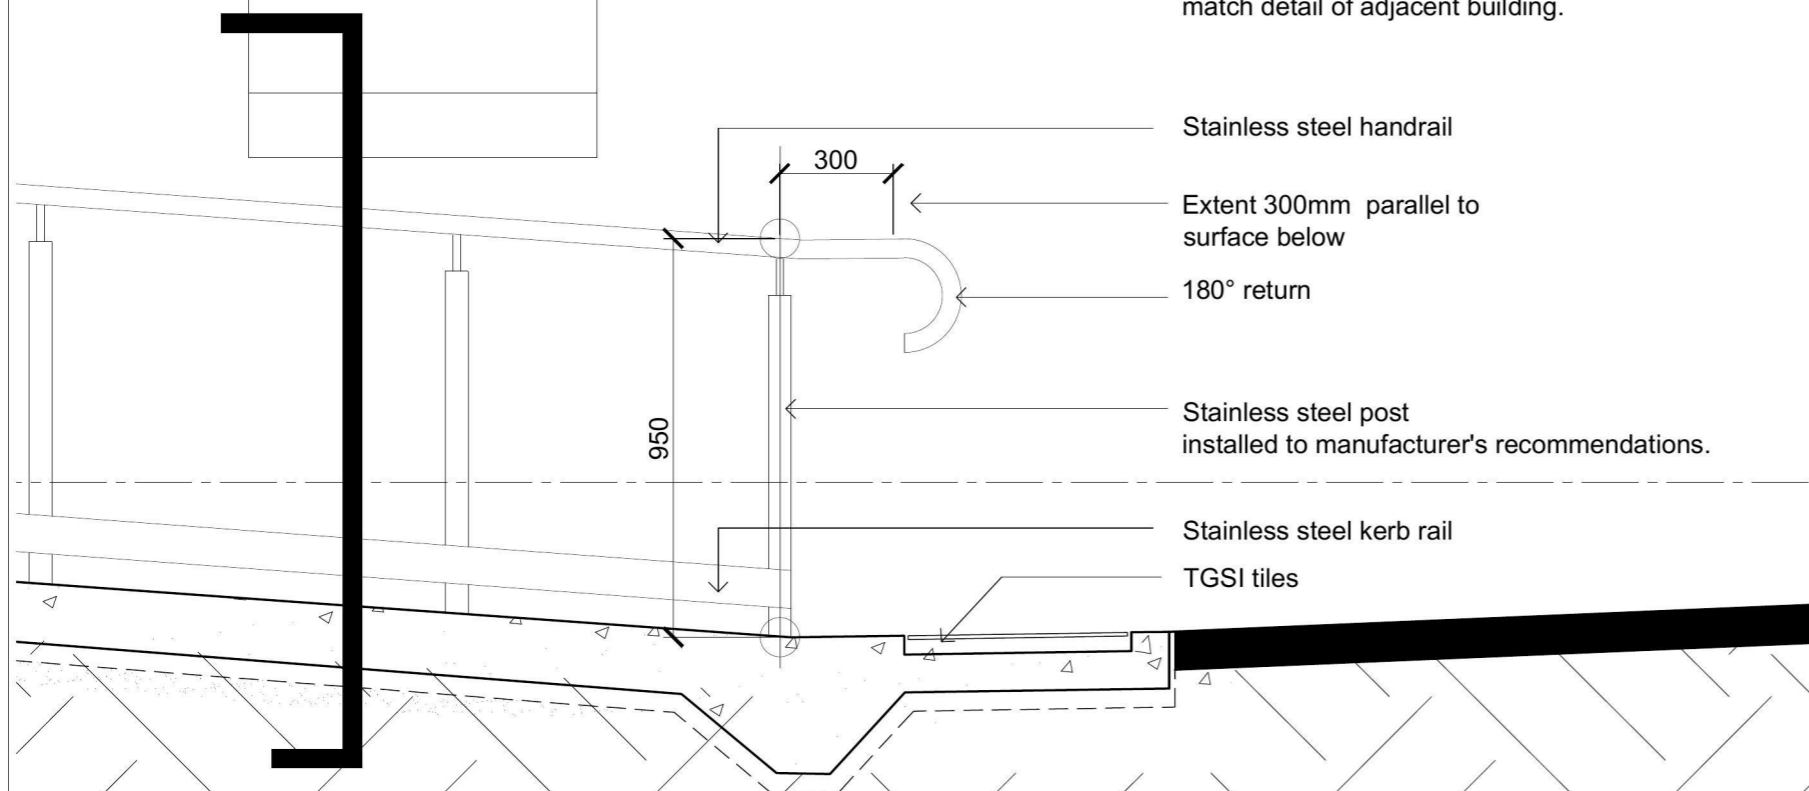 match detail of adjacent building.
Stainless steel handrail
300
Extent 300mm parallel to
surface below
180° return
950
Stainless steel post
installed to manufacturer's recommendations.
Stainless steel kerb rail
TGSI tiles